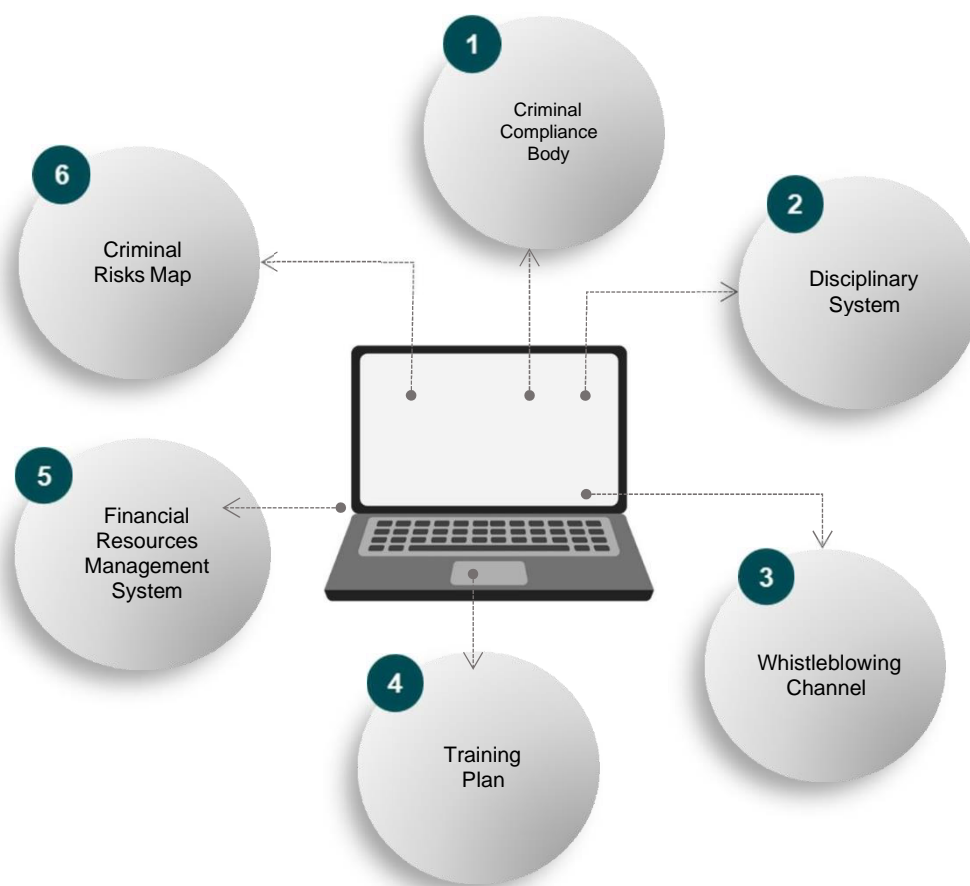 1
Criminal
Compliance
Body
2
Disciplinary
System
3
Whistleblowing
Channel
4
Training
Plan
5
Financial
Resources
Management
System
6
Criminal
Risks Map